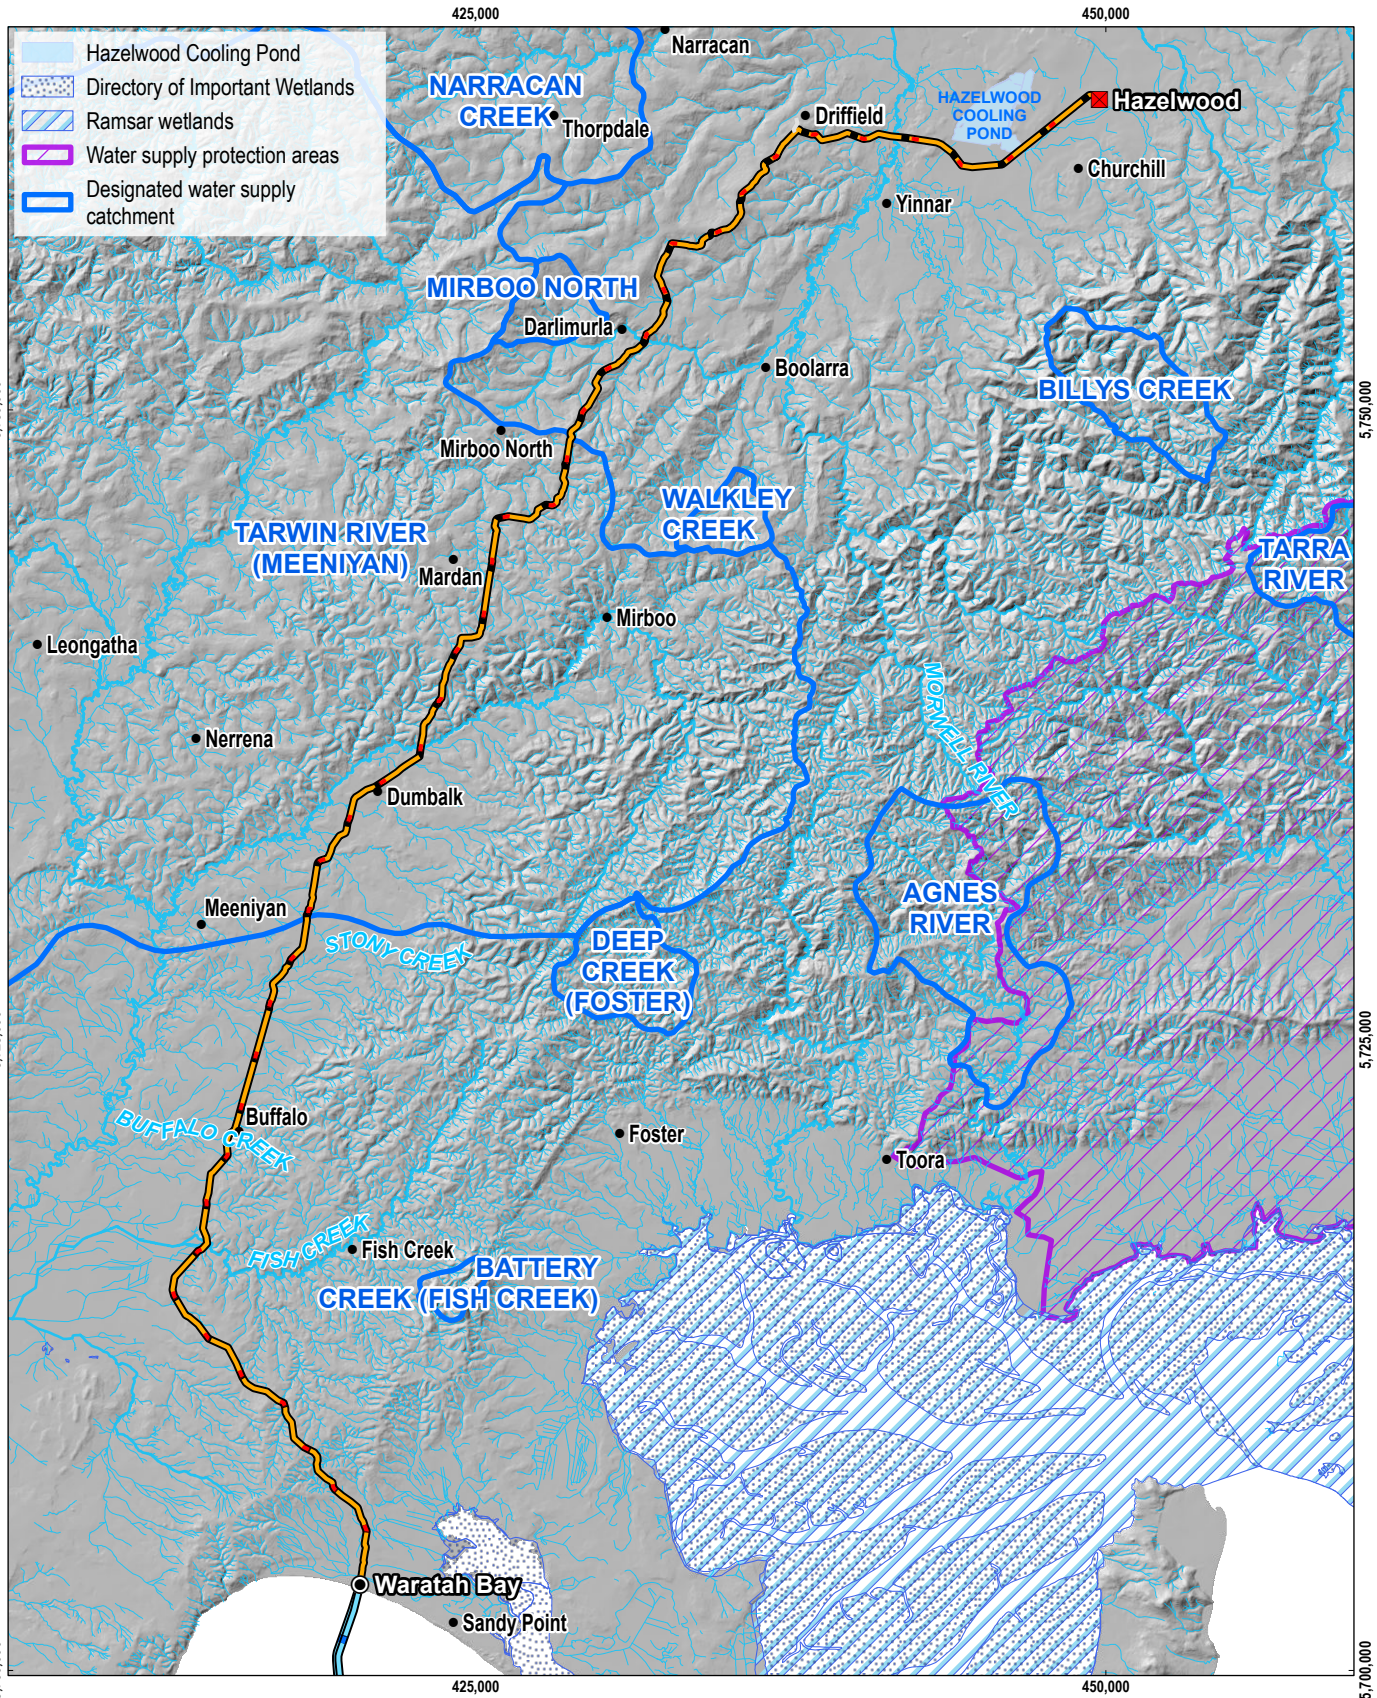 425,000
450,000
Hazelwood Cooling Pond
Directory of Important Wetlands
Ramsar wetlands
Water supply protection areas
Designated water supply
catchment
Narracan
NARRACAN
CREEK
Thorpdale
Driffield
HAZELWOOD
COOLING
POND
Hazelwood
Churchill
Yinnar
MIRBOO NORTH
Darlimurla
Boolarra
BILLYS CREEK
5,750,000
Mirboo North
WALKLEY
CREEK
TARWIN RIVER
(MEENIYAN)
Mardan
TARRA
RIVER
Mirboo
Leongatha
MORWELL RIVER
Nerrena
Dumbalk
AGNES
RIVER
Meeniyan
STONY CREEK
DEEP
CREEK
(FOSTER)
5,725,000
Buffalo
BUFFALO CREEK
Foster
Toora
FISH CREEK
Fish Creek
BATTERY
CREEK (FISH CREEK)
Waratah Bay
Sandy Point
5,700,000
425,000
450,000